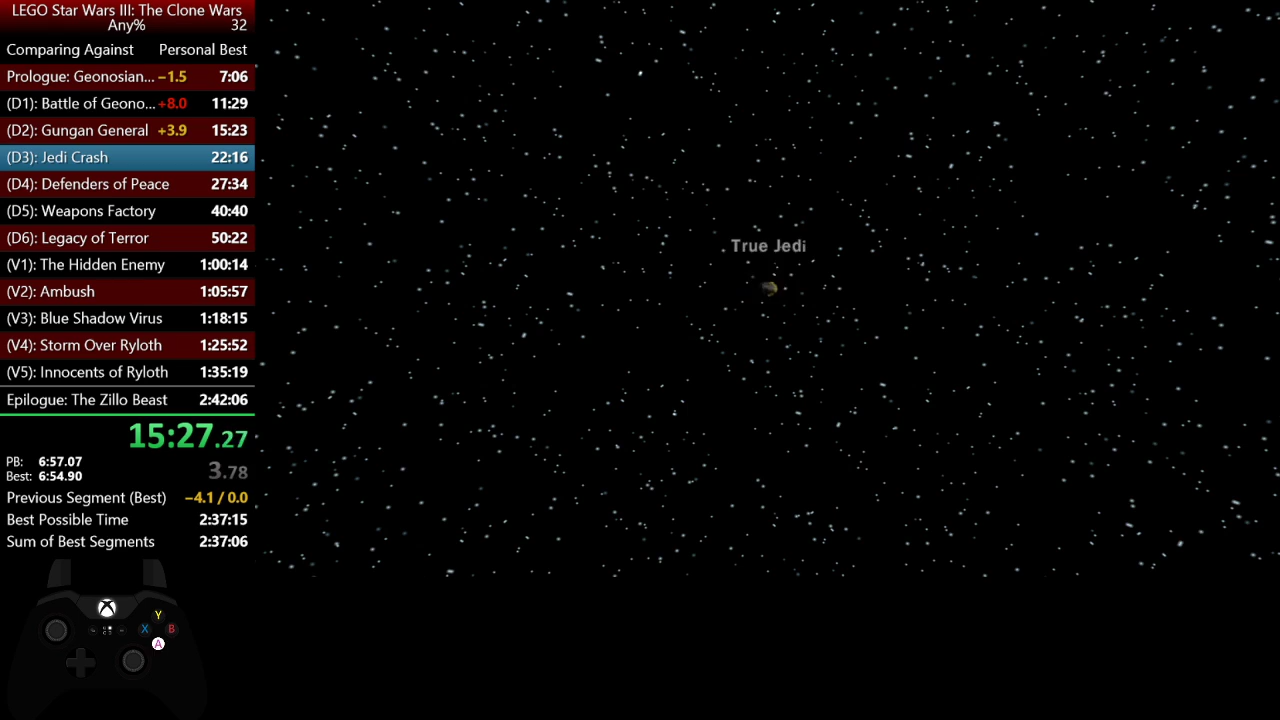 LEGO Star Wars III: The Clone Wars
Any% 32
Comparing Against Personal Best
Prologue: Geonosian... −1.5 7:06
(D1): Battle of Geono... +8.0 11:29
(D2): Gungan General +3.9 15:23
(D3): Jedi Crash 22:16
(D4): Defenders of Peace 27:34
(D5): Weapons Factory 40:40
(D6): Legacy of Terror 50:22
(V1): The Hidden Enemy 1:00:14
(V2): Ambush 1:05:57
(V3): Blue Shadow Virus 1:18:15
(V4): Storm Over Ryloth 1:25:52
(V5): Innocents of Ryloth 1:35:19
Epilogue: The Zillo Beast 2:42:06
15:27.27
PB: 6:57.07
Best: 6:54.90
3.78
Previous Segment (Best) −4.1 / 0.0
Best Possible Time 2:37:15
Sum of Best Segments 2:37:06
Y
X B
A
True Jedi